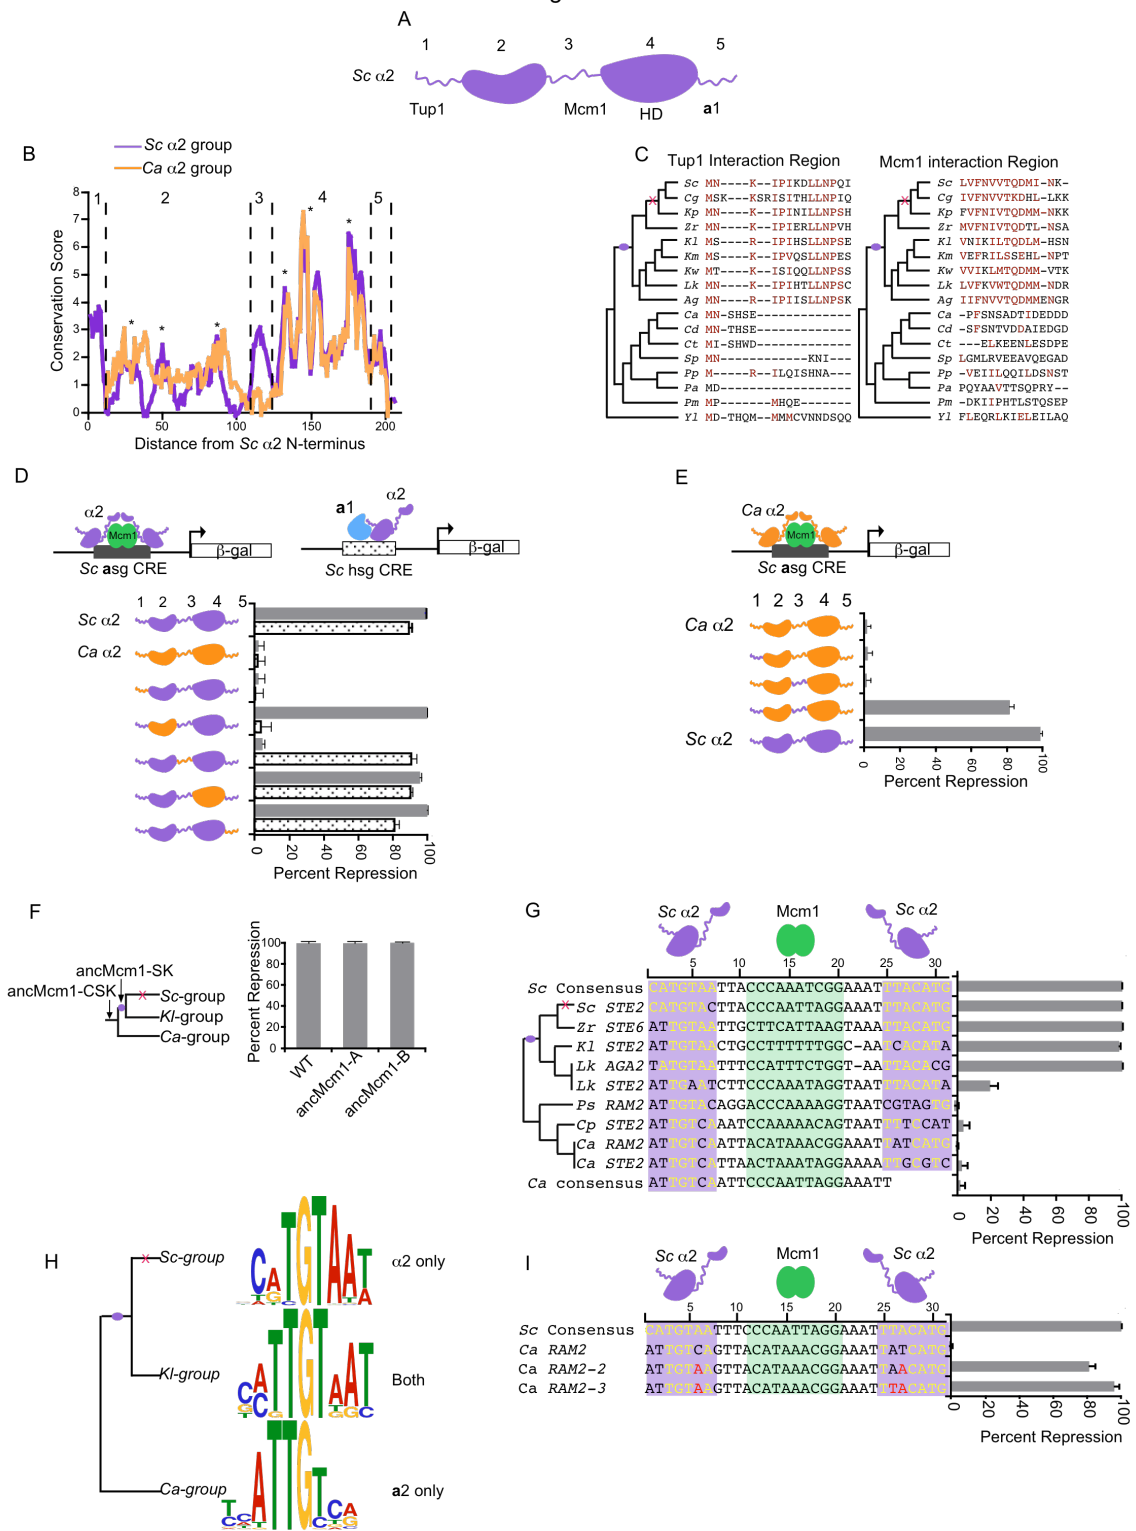 A
1 2 3 4 5
Sc α2
Tup1 Mcm1 HD a1
B
Sc α2 group
Ca α2 group
1 2 3 4 5
Conservation Score
8
7
6
5
4
3
2
1
0
0 50 100 150 200
Distance from Sc α2 N-terminus
C
Tup1 Interaction Region
Sc MN----K--IPIKDLLNPQI
Cg MSK---KSRISITHLLNPIQ
Kp MN----K--IPINILLNPSH
Zr MN----K--IPIERLLNPVH
Kl MS----R--IPIHSLLNPSE
Km MS----K--IPVQSLLNPES
Kw MT----K--ISIQQLLNPSS
Lk MN----K--IPIHTLLNPSC
Ag MN----R--IPIISLLNPSK
Ca MN-SHSE------------
Cd MN-THSE------------
Ct MI-SHWD------------
Sp MN----------KNI---
Pp M-----R--ILQISHNA---
Pa MD----------------
Pm MP------MHQE-------
Yl MD-THQM--MMMCVNNDSQQ
Mcm1 interaction Region
Sc LVFNVVTQDMI-NK-
Cg IVFNVVTKDHL-LKK
Kp FVFNIVTQDMM-NKK
Zr MVFNIVTQDTL-NSA
Kl VNIKILTQDLM-HSN
Km VEFRILSSEHL-NPT
Kw VVIKLMTQDMM-VTK
Lk VLFKVWTQDMM-NDR
Ag IIFNVVTQDMMENGR
Ca -PFSNSADTIDEDDD
Cd SFSNTVDDAIEDGD
Ct ---ELKEENLESDPE
Sp LGMLRVEEAVQEGAD
Pp -VEIILQQILDSNST
Pa PQYAAVTTSQPRY--
Pm -DKIIPHTLSTQSEP
Yl FLEQRLKIELEILAQ
D
α2
Mcm1
β-gal
Sc asg CRE
a1 α2
β-gal
Sc hsg CRE
1 2 3 4 5
Sc α2
Ca α2
0 20 40 60 80 100
Percent Repression
E
Ca α2
Mcm1
β-gal
Sc asg CRE
1 2 3 4 5
Ca α2
Sc α2
0 20 40 60 80 100
Percent Repression
F
ancMcm1-SK
ancMcm1-CSK
Sc-group
Kl-group
Ca-group
Percent Repression
100
80
60
40
20
0
WT
ancMcm1-A
ancMcm1-B
G
Sc α2 Mcm1 Sc α2
5 10 15 20 25 30
Sc Consensus CATGTAATTACCCAAATCGGAAATTTACATG
Sc STE2 CATGTACTTACCCAATTAGGAAATTTACATG
Zr STE6 ATTGTAATTGCTTCATTAAGTAAATTACATG
Kl STE2 ATTGTAACTGCCTTTTTTGGC-AATCACATA
Lk AGA2 TATGTAATTTCCATTTCTGGT-AATTACACG
Lk STE2 ATTGAATCTTCCCAAATAGGTAATTTACATA
Ps RAM2 ATTGTACAGGACCCAAAAGGTAATCGTAGTG
Cp STE2 ATTGTCAAATCCAAAACAGTAATTTTCCAT
Ca RAM2 ATTGTCAATTACATAAACGGAAATTATCATG
Ca STE2 ATTGTCATTAACTAAATAGGAAAATTGCGTC
Ca consensus ATTGTCAATTCCCAATTAGGAAATT
0 20 40 60 80 100
Percent Repression
H
Sc-group α2 only
Kl-group Both
Ca-group a2 only
I
Sc α2 Mcm1 Sc α2
5 10 15 20 25 30
Sc Consensus CATGTAATTTCCCAATTAGGAAATTTACATG
Ca RAM2 ATTGTCAGTTACATAAACGGAAATTATCATG
Ca RAM2-2 ATTGTAAGTTACATAAACGGAAATTAACATG
Ca RAM2-3 ATTGTAAGTTACATAAACGGAAATTTACATG
0 20 40 60 80 100
Percent Repression